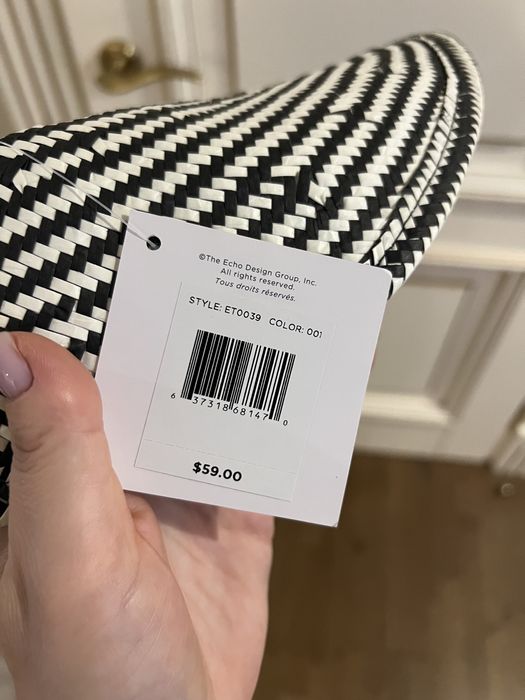 ©The Echo Design Group, Inc.
All rights reserved.
Tous droits réservés.
STYLE: ET0039 COLOR: 001
6 37318 68147 0
$59.00